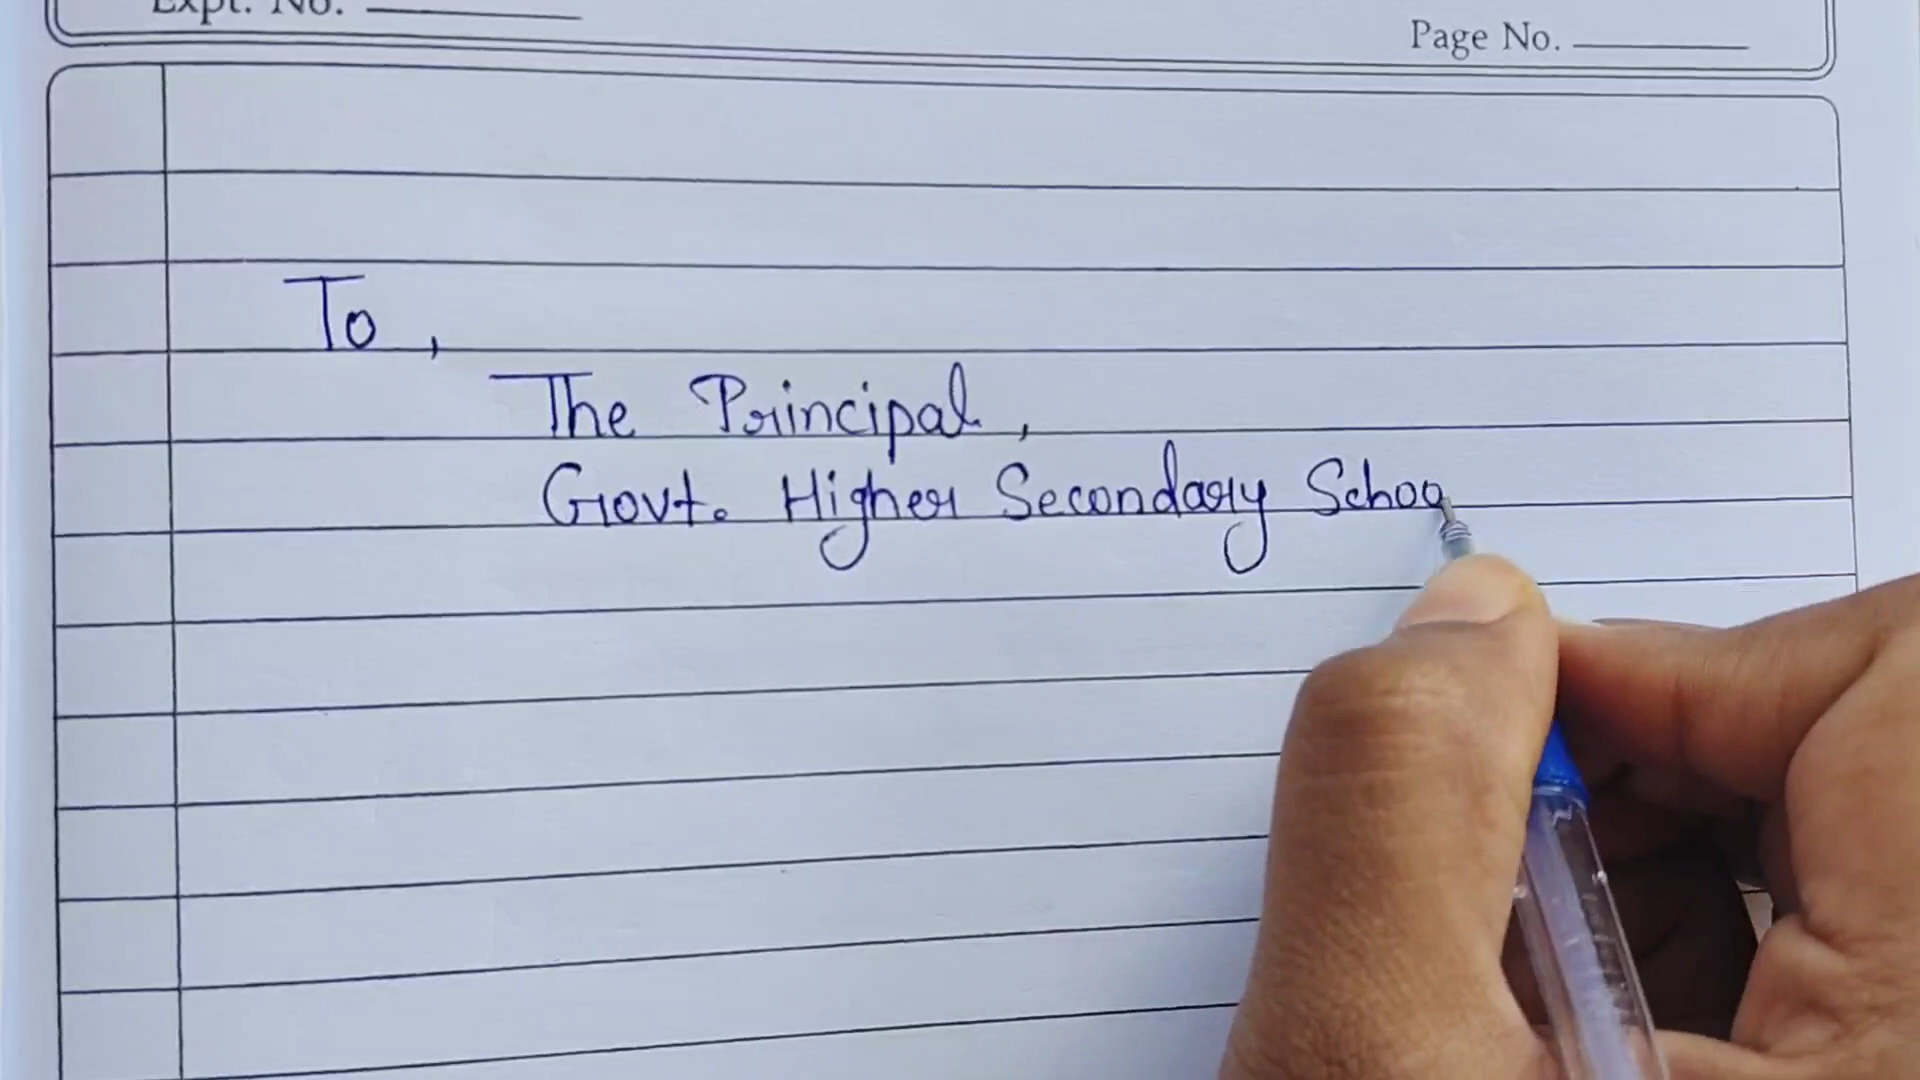 Expt. No.
Page No.
To ,
The Principal ,
Govt. Higher Secondary Schoo